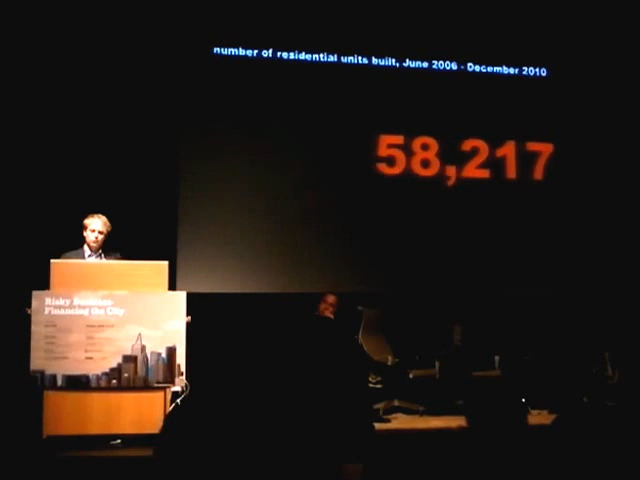 number of residential units built, June 2006 - December 2010
58,217
Risky Business
Financing the City